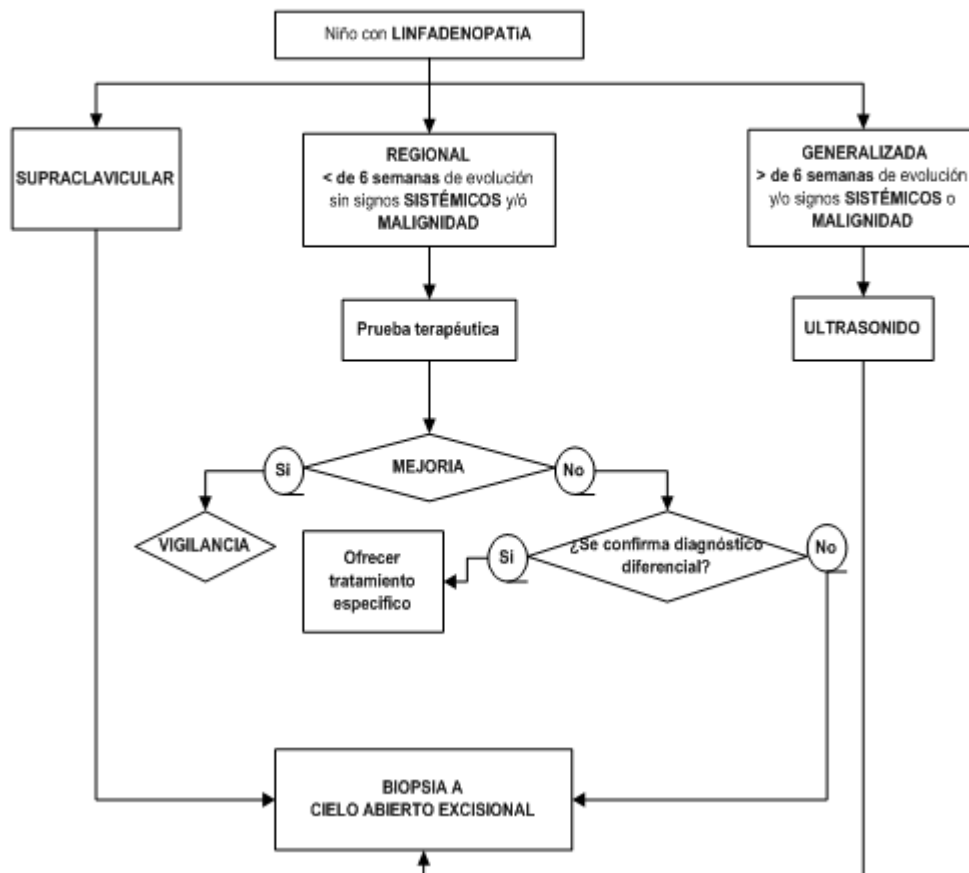 Niño con LINFADENOPATiA
SUPRACLAVICULAR
REGIONAL
< de 6 semanas de evolución
sin signos SISTÉMICOS y/ó
MALIGNIDAD
GENERALIZADA
> de 6 semanas de evolución
y/o signos SISTÉMICOS o
MALIGNIDAD
Prueba terapéutica
ULTRASONIDO
Si
MEJORIA
No
VIGILANCIA
Ofrecer
tratamiento
especifico
Si
¿Se confirma diagnóstico
diferencial?
No
BIOPSIA A
CIELO ABIERTO EXCISIONAL